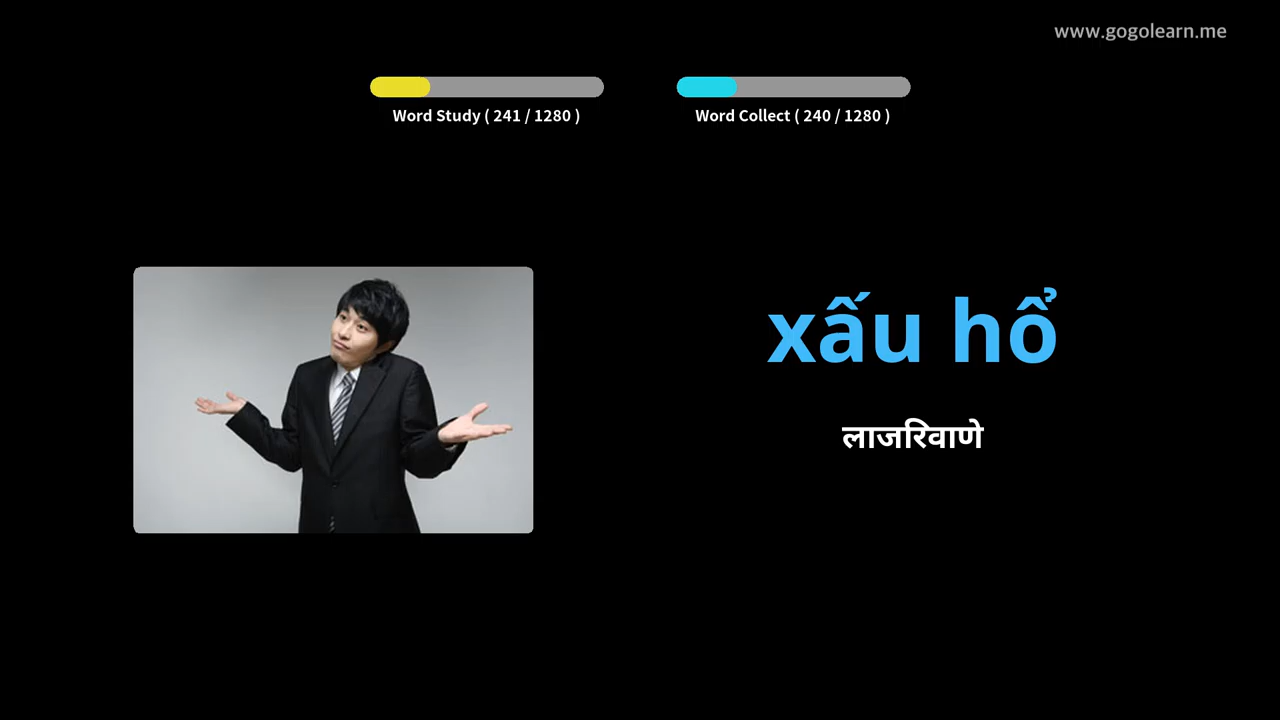 www.gogolearn.me
Word Study ( 241 / 1280 )
Word Collect ( 240 / 1280 )
xấu hổ
लाजरिवाणे